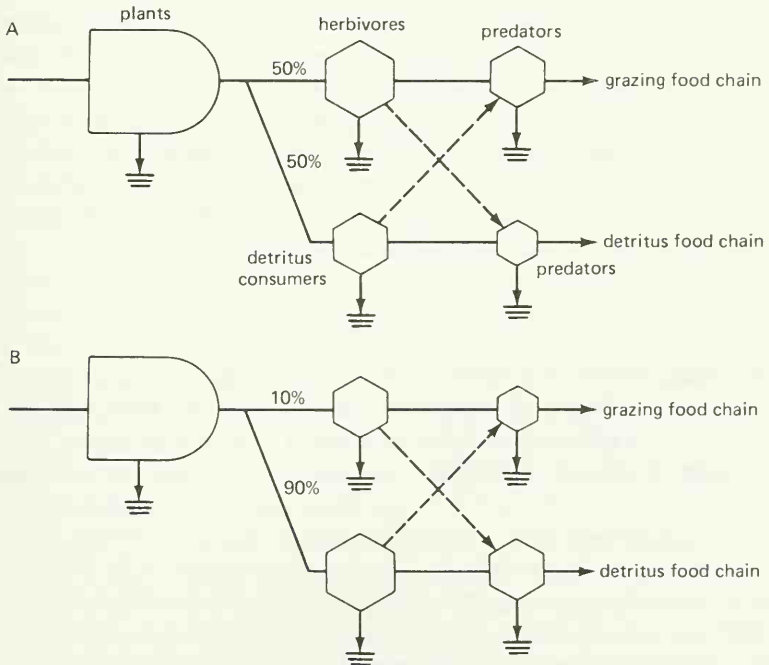 A
plants
herbivores
predators
50%
grazing food chain
50%
detritus
consumers
predators
detritus food chain
B
10%
grazing food chain
90%
detritus food chain